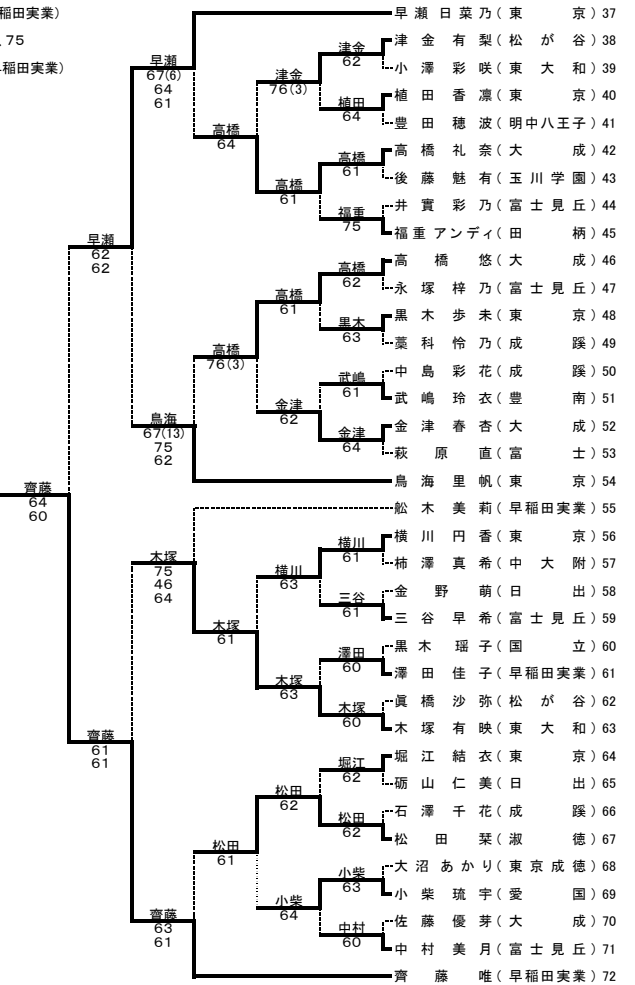 稲田実業)
、75
稲田実業)
早瀬日菜乃(東京)37
津金有梨(松が谷)38
小澤彩咲(東大和)39
植田香凛(東京)40
豊田穂波(明中八王子)41
高橋礼奈(大成)42
後藤魅有(玉川学園)43
井實彩乃(富士見丘)44
福重アンディ(田柄)45
高橋悠(大成)46
永塚梓乃(富士見丘)47
黒木歩未(東京)48
藁科怜乃(成蹊)49
中島彩花(成蹊)50
武嶋玲衣(豊南)51
金津春杏(大成)52
萩原直(富士)53
鳥海里帆(東京)54
舩木美莉(早稲田実業)55
横川円香(東京)56
柿澤真希(中大附)57
金野萌(日出)58
三谷早希(富士見丘)59
黒木瑶子(国立)60
澤田佳子(早稲田実業)61
眞橋沙弥(松が谷)62
木塚有映(東大和)63
堀江結衣(東京)64
砺山仁美(日出)65
石澤千花(成蹊)66
松田栞(淑徳)67
大沼あかり(東京成徳)68
小柴琉宇(愛国)69
佐藤優芽(大成)70
中村美月(富士見丘)71
齊藤唯(早稲田実業)72
津金
62
植田
64
高橋
61
福重
75
高橋
62
黒木
63
武嶋
61
金津
64
横川
61
三谷
61
澤田
60
木塚
60
堀江
62
松田
62
小柴
63
中村
60
津金
76(3)
高橋
61
高橋
61
金津
62
横川
63
木塚
63
松田
62
小柴
64
高橋
64
高橋
76(3)
木塚
61
松田
61
早瀬
67(6)
64
61
鳥海
67(13)
75
62
木塚
75
46
64
齊藤
63
61
早瀬
62
62
齊藤
61
61
齊藤
64
60